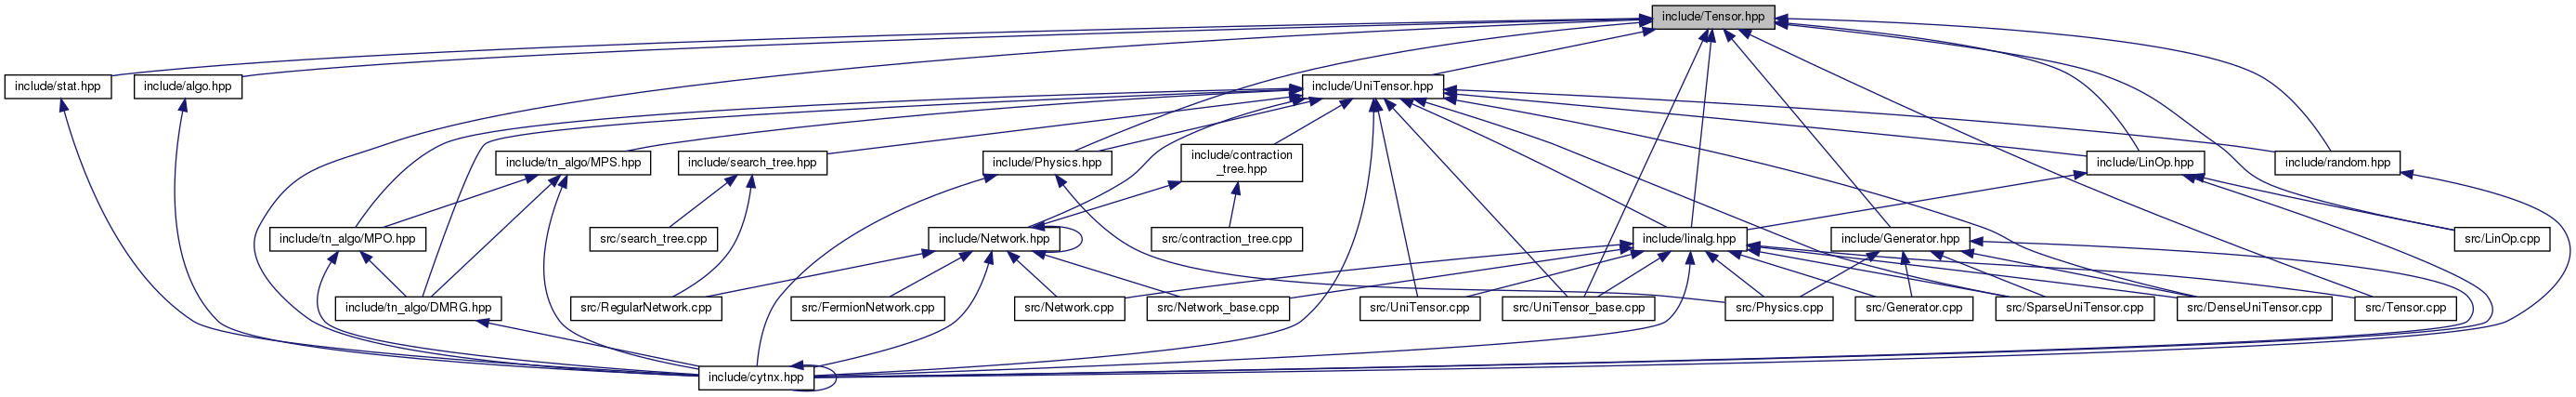 include/Tensor.hpp
include/stat.hpp
include/algo.hpp
include/UniTensor.hpp
include/tn_algo/MPS.hpp
include/search_tree.hpp
include/Physics.hpp
include/contraction
_tree.hpp
include/LinOp.hpp
include/random.hpp
include/tn_algo/MPO.hpp
src/search_tree.cpp
include/Network.hpp
src/contraction_tree.cpp
include/linalg.hpp
include/Generator.hpp
src/LinOp.cpp
include/tn_algo/DMRG.hpp
src/RegularNetwork.cpp
src/FermionNetwork.cpp
src/Network.cpp
src/Network_base.cpp
src/UniTensor.cpp
src/UniTensor_base.cpp
src/Physics.cpp
src/Generator.cpp
src/SparseUniTensor.cpp
src/DenseUniTensor.cpp
src/Tensor.cpp
include/cytnx.hpp